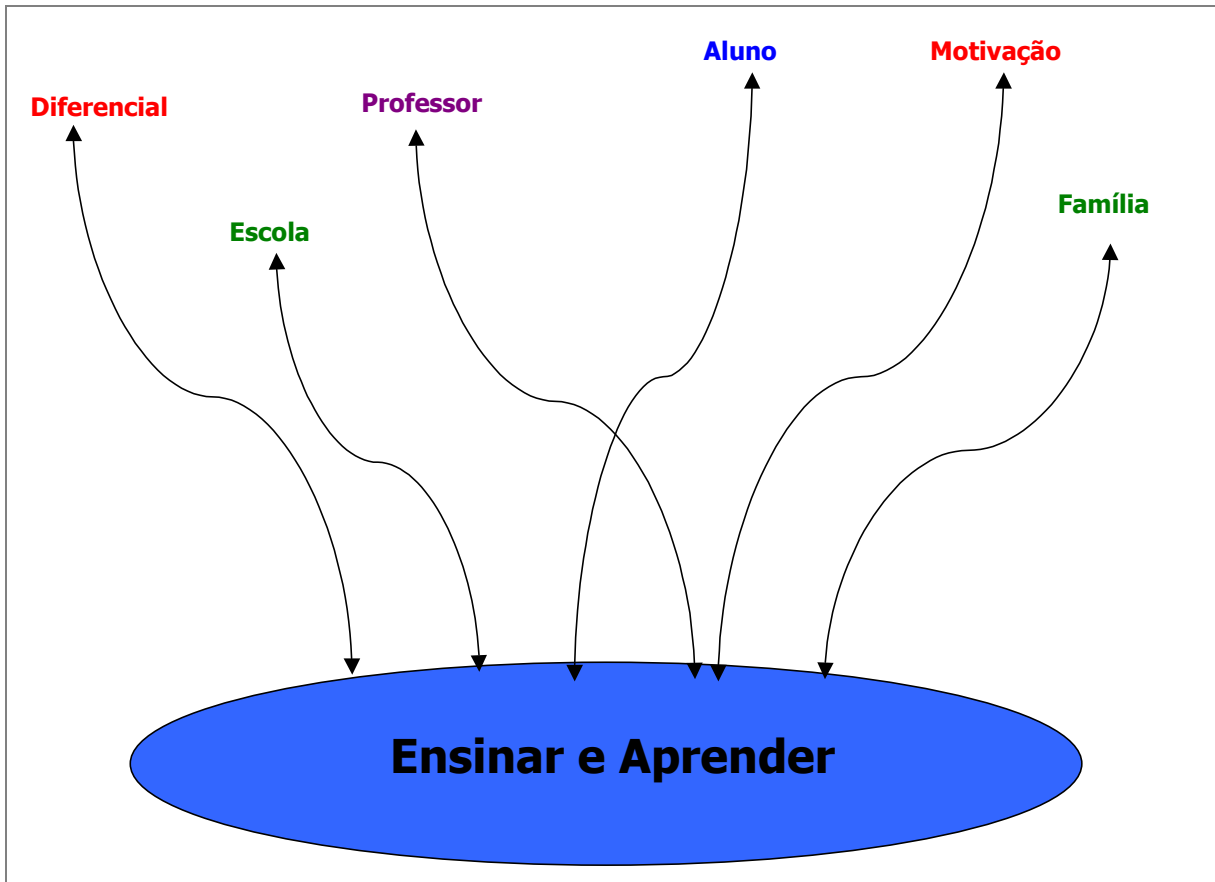 Aluno
Motivação
Diferencial
Professor
Família
Escola
Ensinar e Aprender